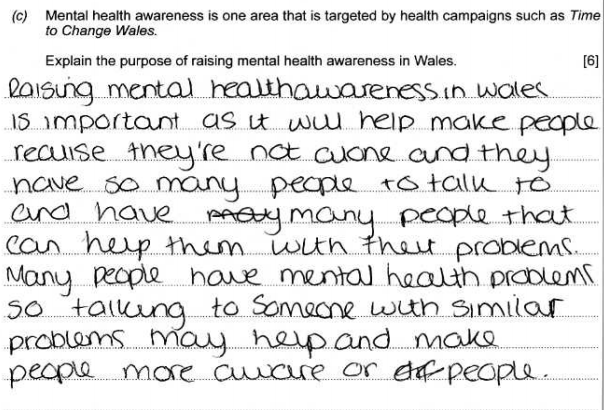 (c) Mental health awareness is one area that is targeted by health campaigns such as Time
to Change Wales.
Explain the purpose of raising mental health awareness in Wales. [6]
Raising mental healthawareness in wales
is important as it will help make people
recuise they're not alone and they
have so many people to talk to
and have many people that
can help them with their problems.
Many people have mental health problems
so talking to someone with similar
problems may help and make
people more aware or people.